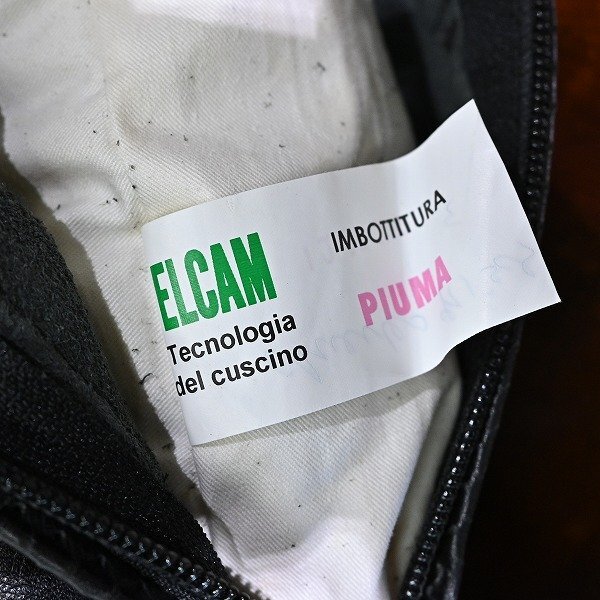 ELCAM
Tecnologia
del cuscino
IMBOTTITURA
PIUMA